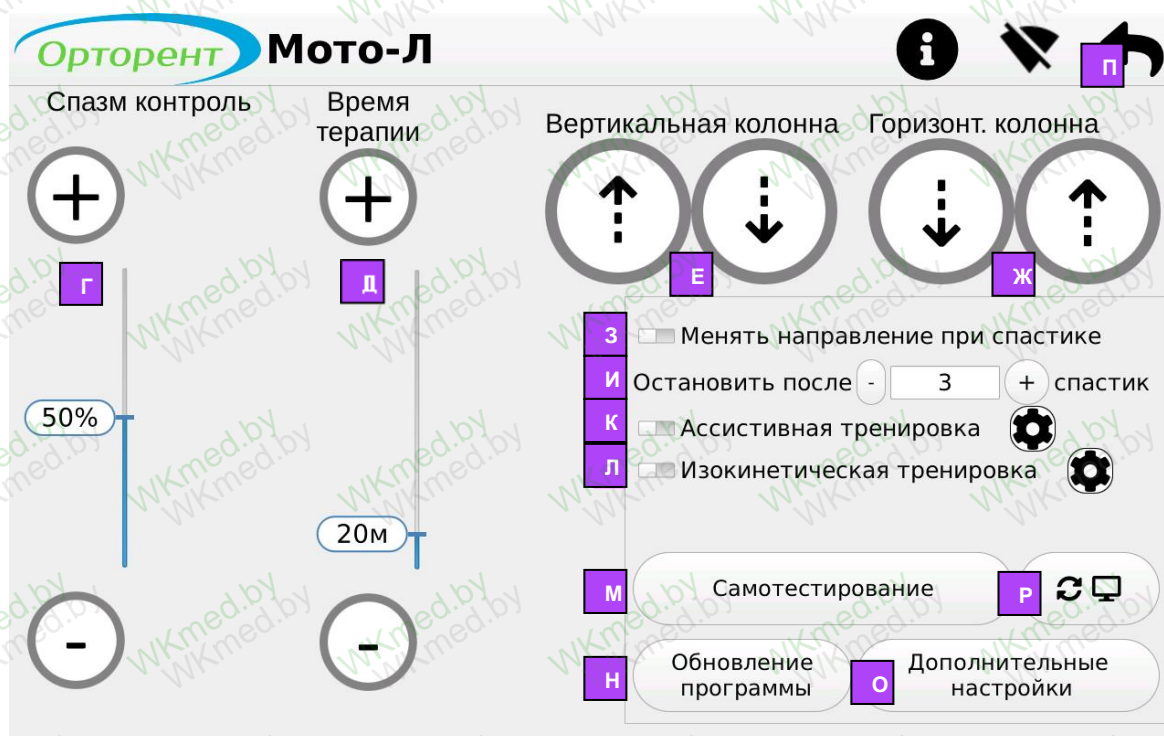 Орторент Мото-Л
П
Спазм контроль
Время
терапии
Вертикальная колонна
Горизонт. колонна
+
+
Г
Д
Е
Ж
З
Менять направление при спастике
И
Остановить после - 3 + спастик
50%
К
Ассистивная тренировка
Л
Изокинетическая тренировка
20м
М
Самотестирование
Р
-
-
Н
Обновление
программы
О
Дополнительные
настройки
WKmed.by